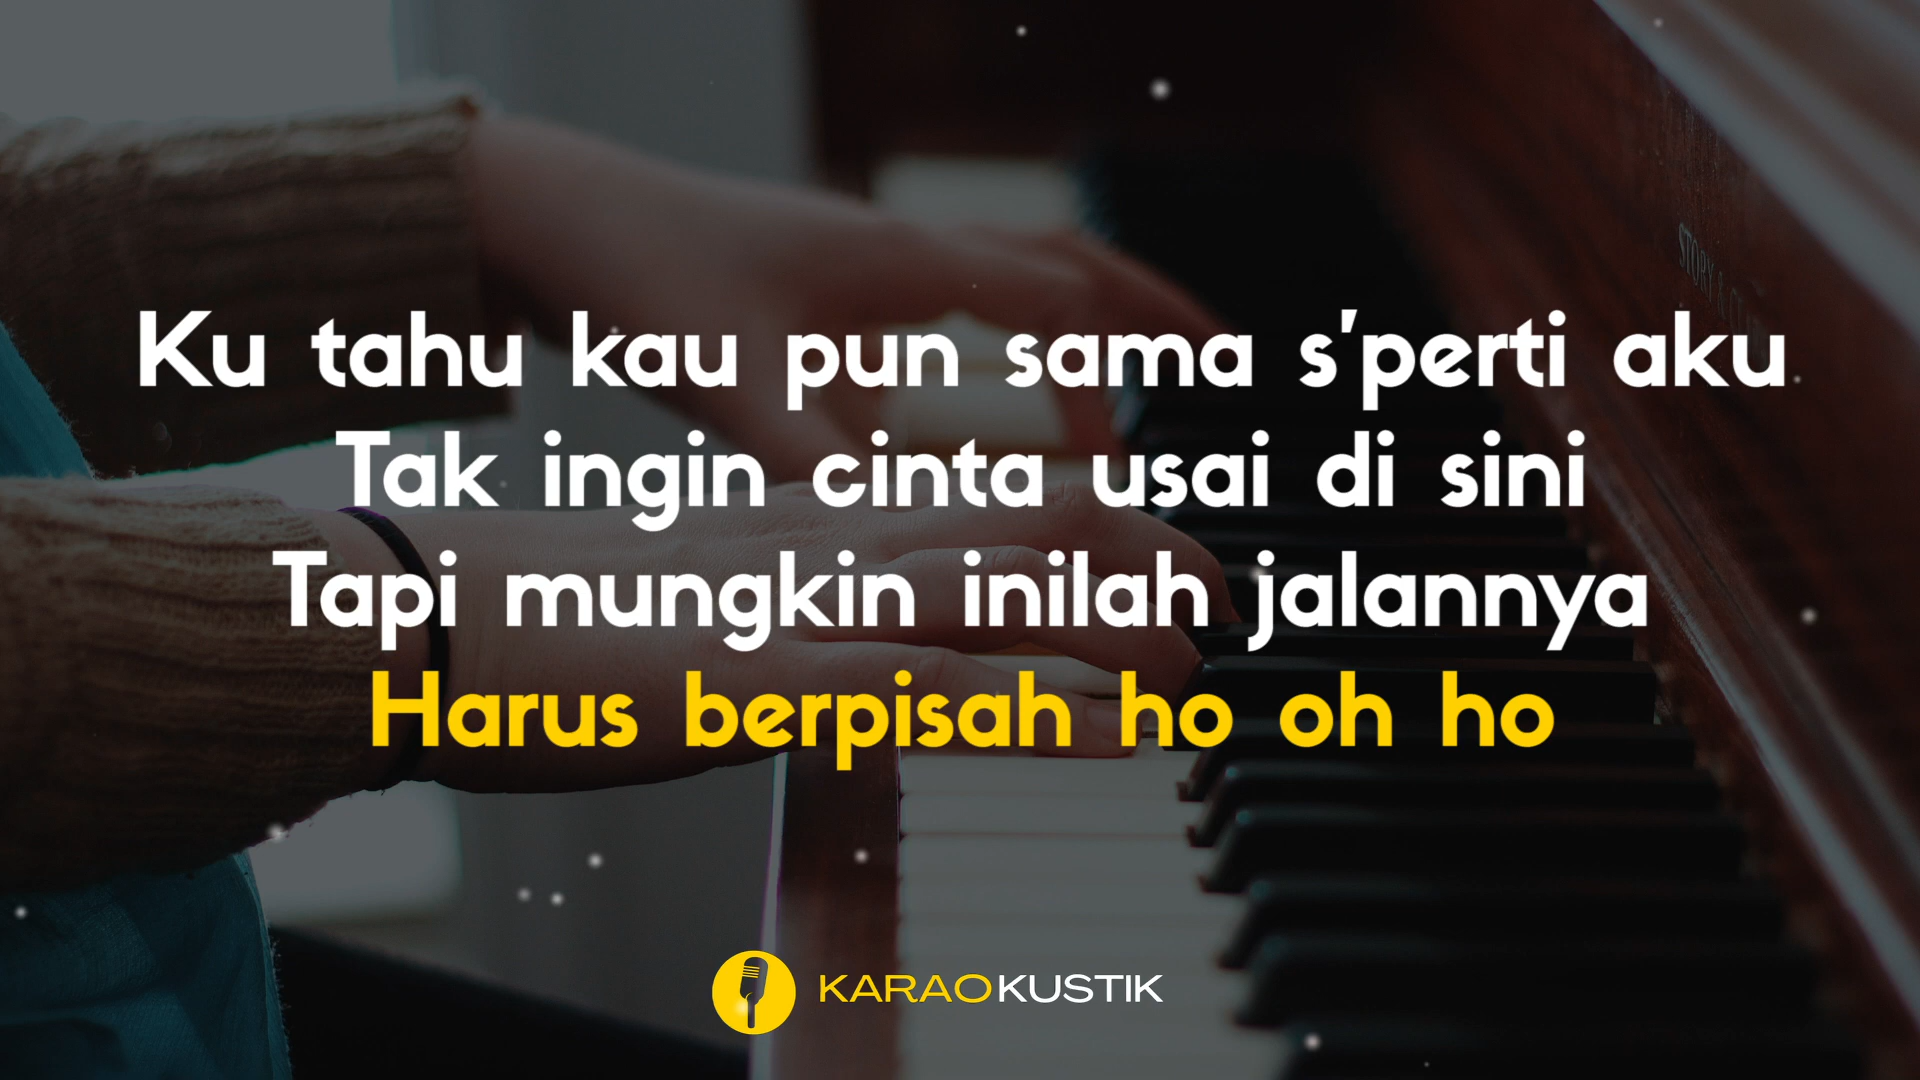 Ku tahu kau pun sama s'perti aku
Tak ingin cinta usai di sini
Tapi mungkin inilah jalannya
Harus berpisah ho oh ho
KARAOKUSTIK